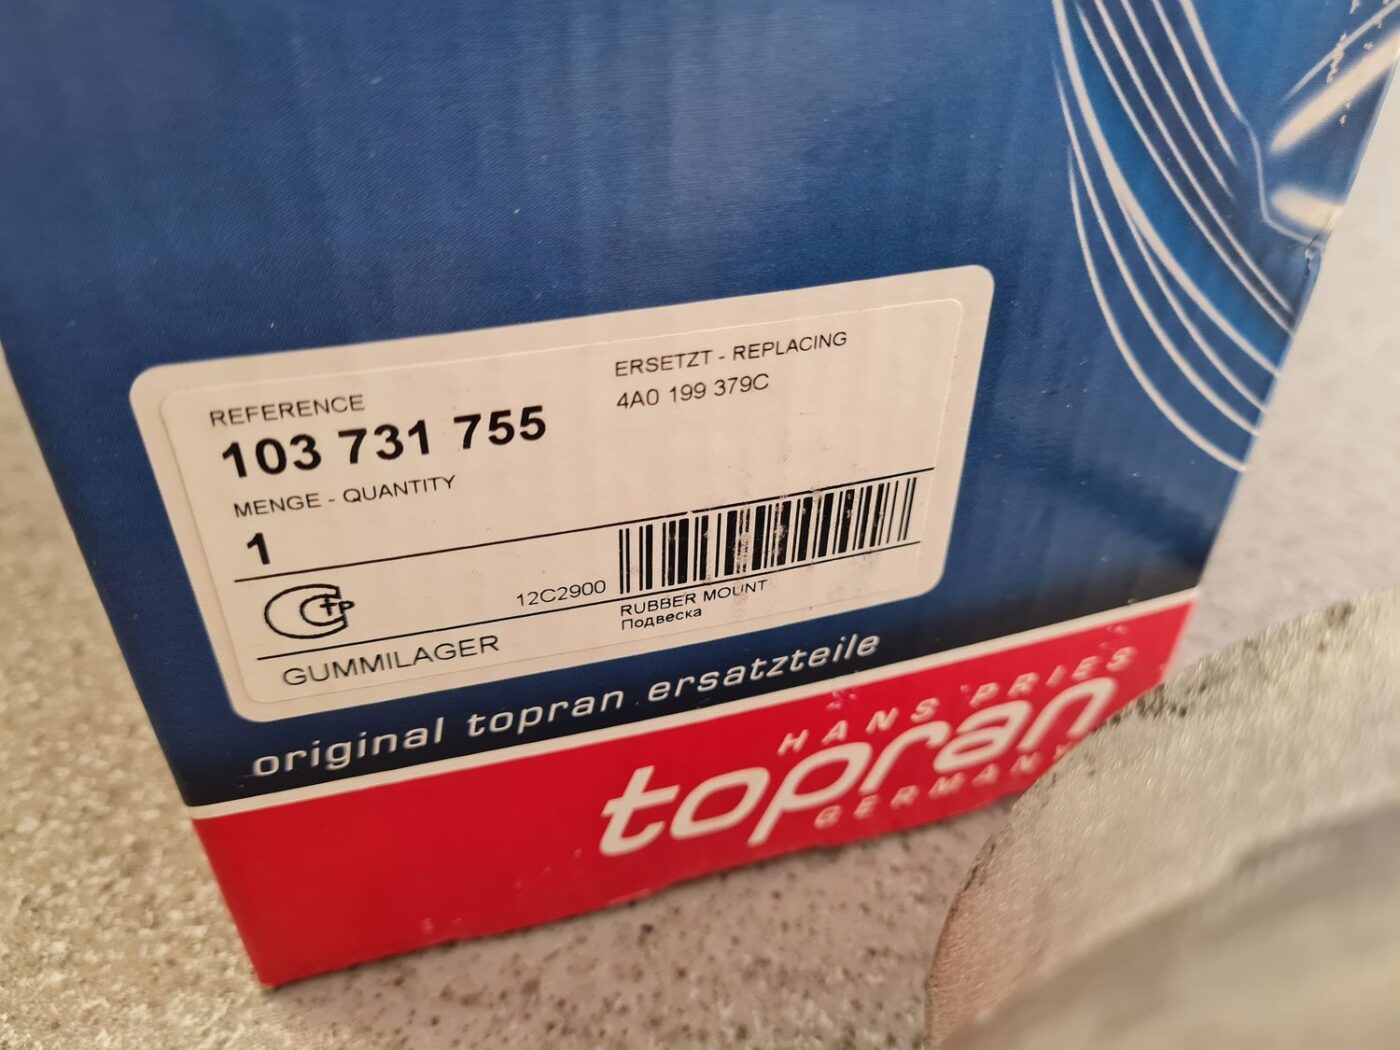 REFERENCE
103 731 755
ERSETZT - REPLACING
4A0 199 379C
MENGE - QUANTITY
1
12C2900
GUMMILAGER
RUBBER MOUNT
Подвеска
original topran ersatzteile
HANS PRIES
topran
GERMANY